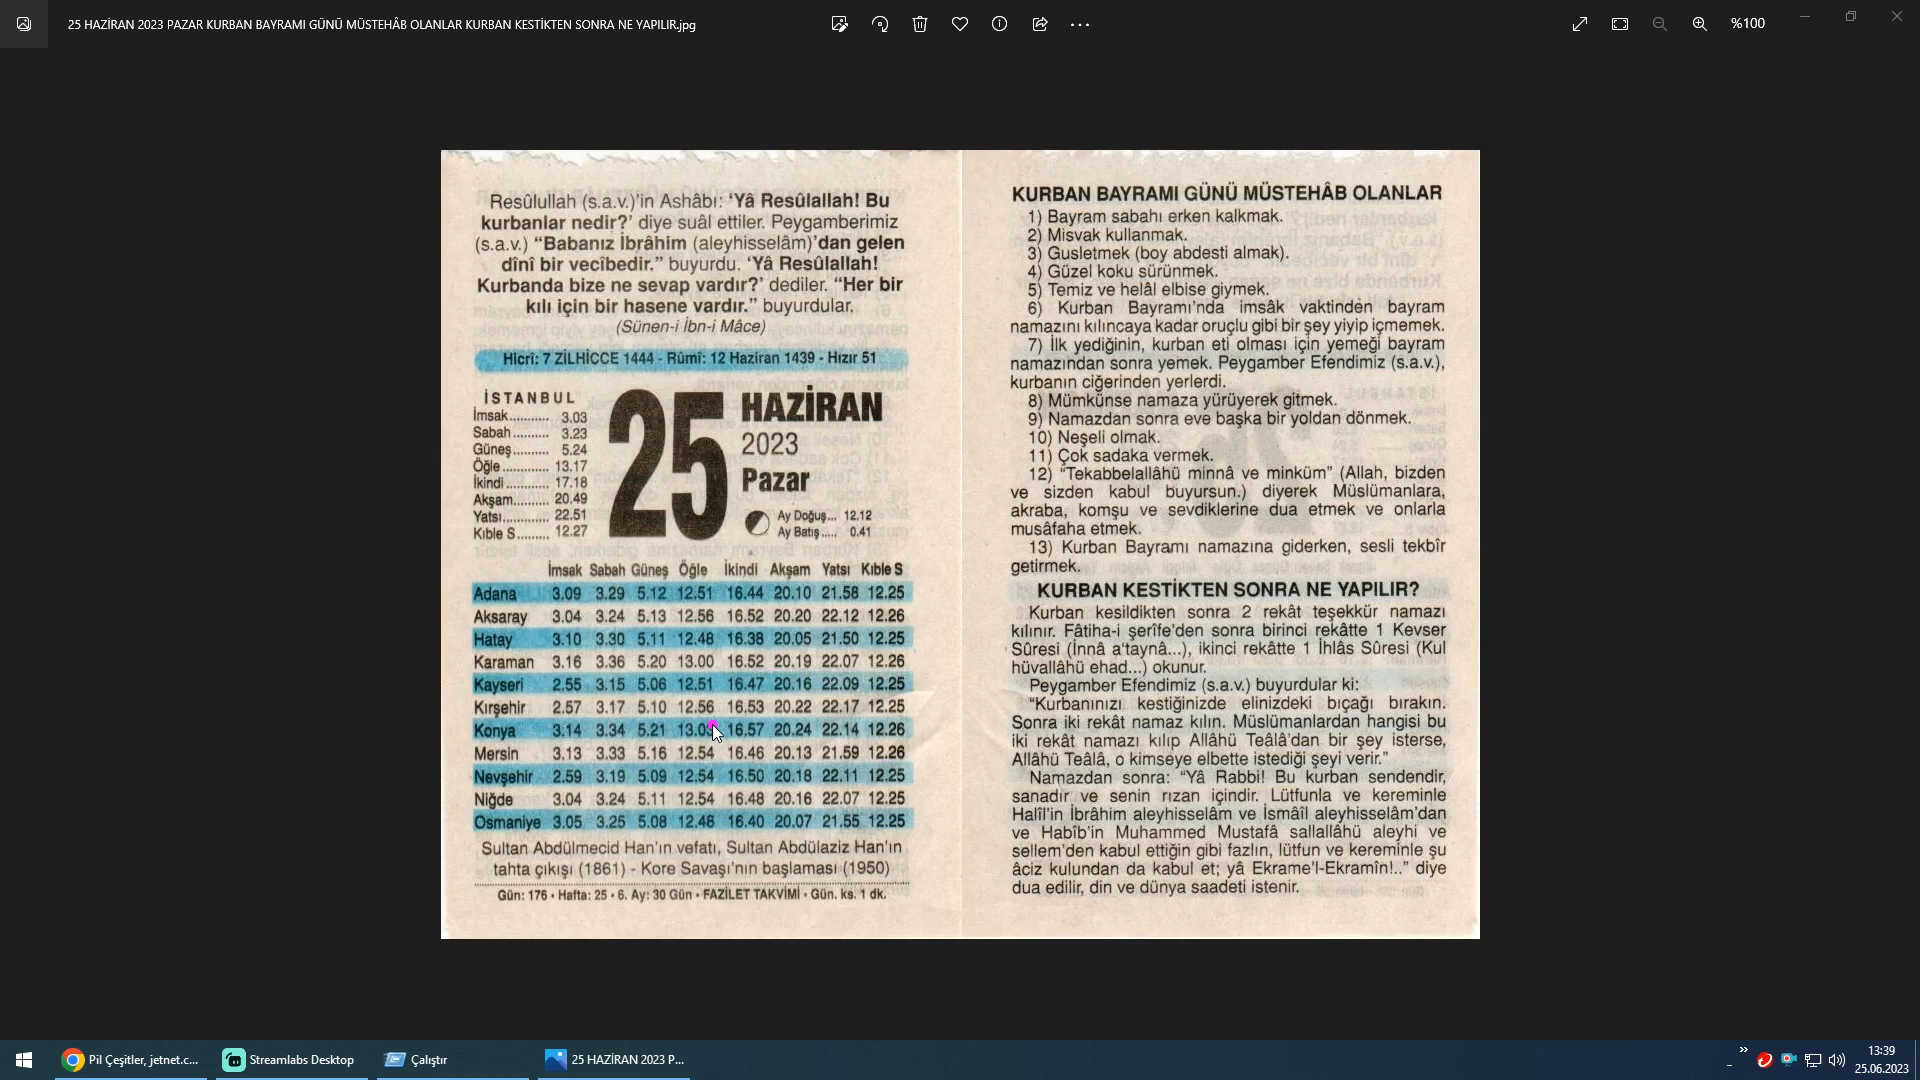 25 HAZİRAN 2023 PAZAR KURBAN BAYRAMI GÜNÜ MÜSTEHÂB OLANLAR KURBAN KESTİKTEN SONRA NE YAPILIR.jpg
%100
Resûlullah (s.a.v.)'in Ashâbı: 'Yâ Resûlallah! Bu
kurbanlar nedir?' diye suâl ettiler. Peygamberimiz
(s.a.v.) “Babanız İbrâhim (aleyhisselâm)'dan gelen
dînî bir vecîbedir.” buyurdu. 'Yâ Resûlallah!
Kurbanda bize ne sevap vardır?' dediler. “Her bir
kılı için bir hasene vardır.” buyurdular.
(Sünen-i İbn-i Mâce)
Hicrî: 7 ZİLHİCCE 1444 - Rûmî: 12 Haziran 1439 - Hızır 51
İSTANBUL
İmsak........... 3.03
Sabah.......... 3.23
Güneş.......... 5.24
Öğle............. 13.17
İkindi............ 17.18
Akşam.......... 20.49
Yatsı............. 22.51
Kıble S.......... 12.27
25 HAZİRAN
2023
Pazar
Ay Doğuş... 12.12
Ay Batış..... 0.41
İmsak Sabah Güneş Öğle İkindi Akşam Yatsı Kıble S
Adana 3.09 3.29 5.12 12.51 16.44 20.10 21.58 12.25
Aksaray 3.04 3.24 5.13 12.56 16.52 20.20 22.12 12.26
Hatay 3.10 3.30 5.11 12.48 16.38 20.05 21.50 12.25
Karaman 3.16 3.36 5.20 13.00 16.52 20.19 22.07 12.26
Kayseri 2.55 3.15 5.06 12.51 16.47 20.16 22.09 12.25
Kırşehir 2.57 3.17 5.10 12.56 16.53 20.22 22.17 12.25
Konya 3.14 3.34 5.21 16.57 20.24 22.14 12.26
Mersin 3.13 3.33 5.16 12.54 16.46 20.13 21.59 12.26
Nevşehir 2.59 3.19 5.09 12.54 16.50 20.18 22.11 12.25
Niğde 3.04 3.24 5.11 12.54 16.48 20.16 22.07 12.25
Osmaniye 3.05 3.25 5.08 12.48 16.40 20.07 21.55 12.25
Sultan Abdülmecid Han'ın vefatı, Sultan Abdülaziz Han'ın
tahta çıkışı (1861) - Kore Savaşı'nın başlaması (1950)
Gün: 176 • Hafta: 25 • 6. Ay: 30 Gün • FAZİLET TAKVİMİ • Gün. ks. 1 dk.
KURBAN BAYRAMI GÜNÜ MÜSTEHÂB OLANLAR
1) Bayram sabahı erken kalkmak.
2) Misvak kullanmak.
3) Gusletmek (boy abdesti almak).
4) Güzel koku sürünmek.
5) Temiz ve helâl elbise giymek.
6) Kurban Bayramı'nda imsâk vaktinden bayram
namazını kılıncaya kadar oruçlu gibi bir şey yiyip içmemek.
7) İlk yediğinin, kurban eti olması için yemeği bayram
namazından sonra yemek. Peygamber Efendimiz (s.a.v.),
kurbanın ciğerinden yerlerdi.
8) Mümkünse namaza yürüyerek gitmek.
9) Namazdan sonra eve başka bir yoldan dönmek.
10) Neşeli olmak.
11) Çok sadaka vermek.
12) “Tekabbelallâhü minnâ ve minküm” (Allah, bizden
ve sizden kabul buyursun.) diyerek Müslümanlara,
akraba, komşu ve sevdiklerine dua etmek ve onlarla
musâfaha etmek.
13) Kurban Bayramı namazına giderken, sesli tekbîr
getirmek.
KURBAN KESTİKTEN SONRA NE YAPILIR?
Kurban kesildikten sonra 2 rekât teşekkür namazı
kılınır. Fâtiha-i şerîfe'den sonra birinci rekâtte 1 Kevser
Sûresi (İnnâ a'taynâ...), ikinci rekâtte 1 İhlâs Sûresi (Kul
hüvallâhü ehad...) okunur.
Peygamber Efendimiz (s.a.v.) buyurdular ki:
“Kurbanınızı kestiğinizde elinizdeki bıçağı bırakın.
Sonra iki rekât namaz kılın. Müslümanlardan hangisi bu
iki rekât namazı kılıp Allâhü Teâlâ'dan bir şey isterse,
Allâhü Teâlâ, o kimseye elbette istediği şeyi verir.”
Namazdan sonra: “Yâ Rabbi! Bu kurban sendendir,
sanadır ve senin rızan içindir. Lütfunla ve kereminle
Halîl'in İbrâhim aleyhisselâm ve İsmâîl aleyhisselâm'dan
ve Habîb'in Muhammed Mustafâ sallallâhü aleyhi ve
sellem'den kabul ettiğin gibi fazlın, lütfun ve kereminle şu
âciz kulundan da kabul et; yâ Ekrame'l-Ekramîn!..” diye
dua edilir, din ve dünya saadeti istenir.
Pil Çeşitler, jetnet.c...
Streamlabs Desktop
Çalıştır
25 HAZİRAN 2023 P...
13:39
25.06.2023